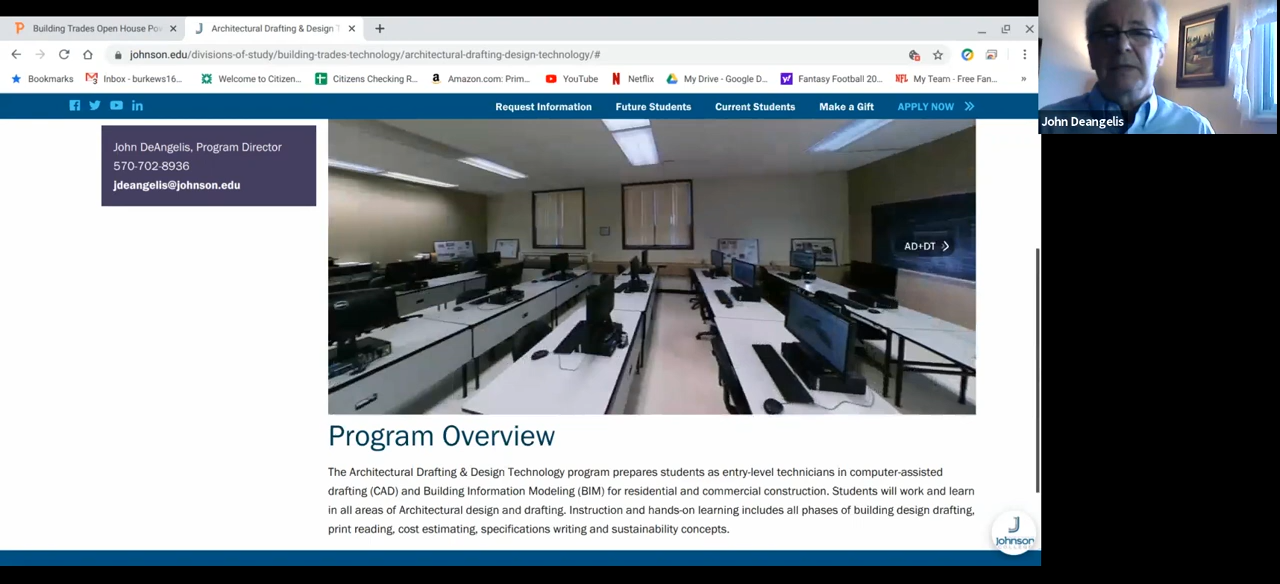 Building Trades Open House Po
Architectural Drafting & Design T
johnson.edu/divisions-of-study/building-trades-technology/architectural-drafting-design-technology/#
Bookmarks
Inbox - burkews16...
Welcome to Citizen...
Citizens Checking R...
Amazon.com: Prim...
YouTube
Netflix
My Drive - Google D...
Fantasy Football 20...
My Team - Free Fan...
Request Information
Future Students
Current Students
Make a Gift
APPLY NOW
John DeAngelis, Program Director
570-702-8936
jdeangelis@johnson.edu
AD+DT
Program Overview
The Architectural Drafting & Design Technology program prepares students as entry-level technicians in computer-assisted
drafting (CAD) and Building Information Modeling (BIM) for residential and commercial construction. Students will work and learn
in all areas of Architectural design and drafting. Instruction and hands-on learning includes all phases of building design drafting,
print reading, cost estimating, specifications writing and sustainability concepts.
J
Johnson
COLLEGE
John Deangelis